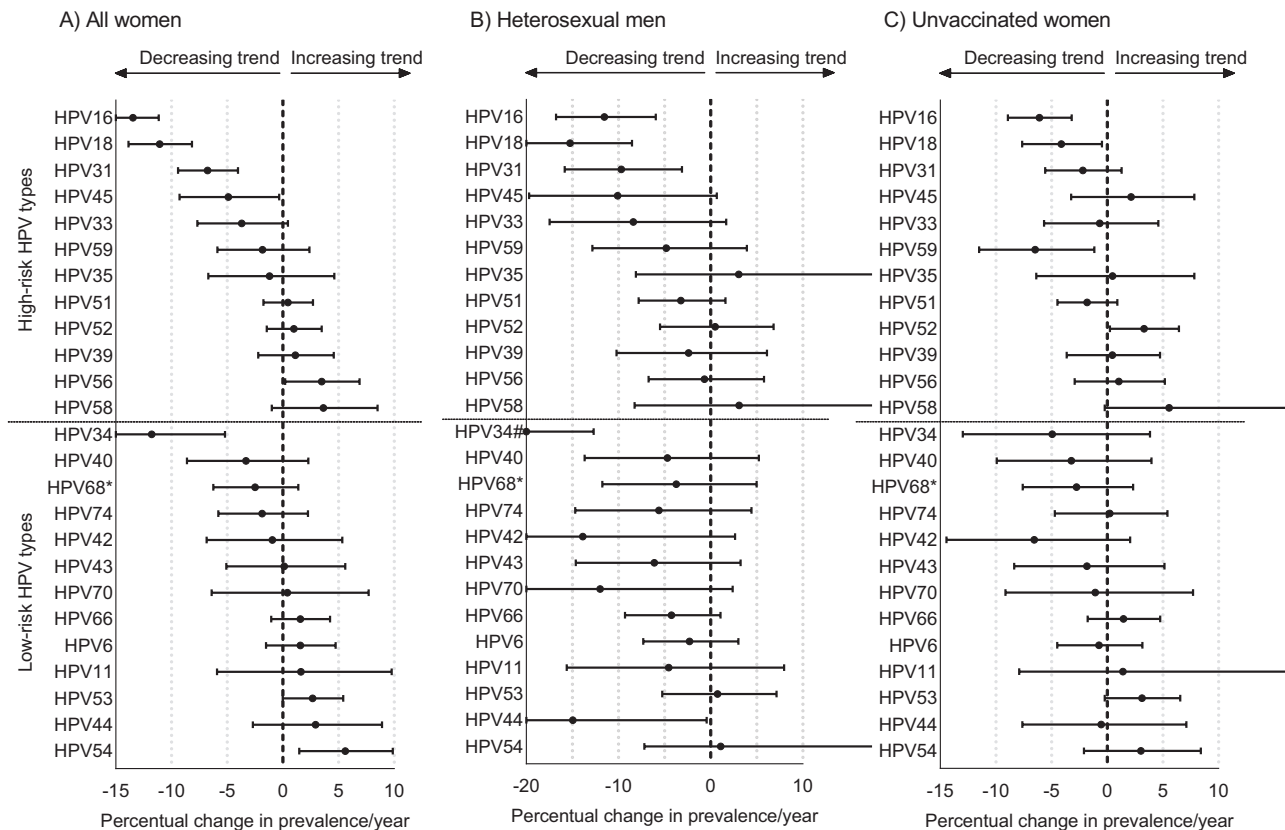 A) All women
Decreasing trend Increasing trend
High-risk HPV types
HPV16
HPV18
HPV31
HPV45
HPV33
HPV59
HPV35
HPV51
HPV52
HPV39
HPV56
HPV58
Low-risk HPV types
HPV34
HPV40
HPV68*
HPV74
HPV42
HPV43
HPV70
HPV66
HPV6
HPV11
HPV53
HPV44
HPV54
-15 -10 -5 0 5 10
Percentual change in prevalence/year
B) Heterosexual men
Decreasing trend Increasing trend
HPV16
HPV18
HPV31
HPV45
HPV33
HPV59
HPV35
HPV51
HPV52
HPV39
HPV56
HPV58
HPV34#
HPV40
HPV68*
HPV74
HPV42
HPV43
HPV70
HPV66
HPV6
HPV11
HPV53
HPV44
HPV54
-20 -10 0 10
Percentual change in prevalence/year
C) Unvaccinated women
Decreasing trend Increasing trend
HPV16
HPV18
HPV31
HPV45
HPV33
HPV59
HPV35
HPV51
HPV52
HPV39
HPV56
HPV58
HPV34
HPV40
HPV68*
HPV74
HPV42
HPV43
HPV70
HPV66
HPV6
HPV11
HPV53
HPV44
HPV54
-15 -10 -5 0 5 10
Percentual change in prevalence/year